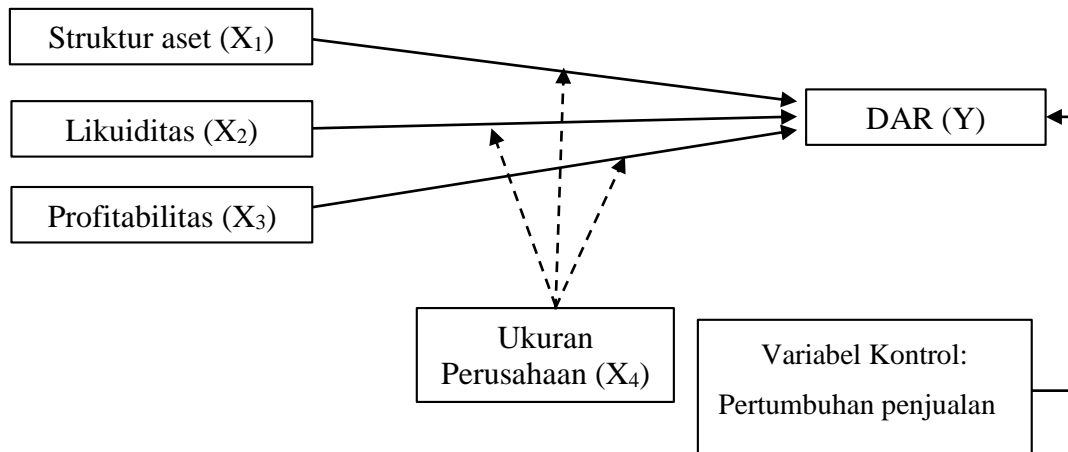 Struktur aset (X₁)
Likuiditas (X₂)
DAR (Y)
Profitabilitas (X₃)
Ukuran
Perusahaan (X₄)
Variabel Kontrol:
Pertumbuhan penjualan